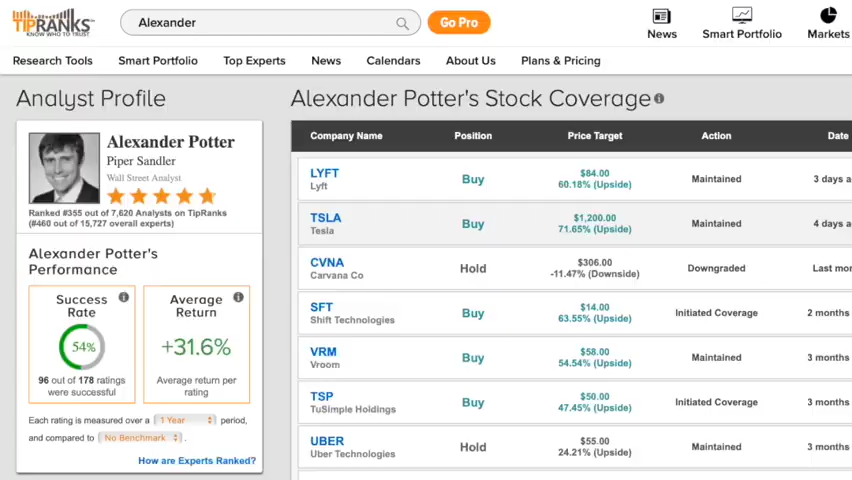 TIPRANKS
KNOW WHO TO TRUST
Alexander
Go Pro
News
Smart Portfolio
Markets
Research Tools
Smart Portfolio
Top Experts
News
Calendars
About Us
Plans & Pricing
Analyst Profile
Alexander Potter
Piper Sandler
Wall Street Analyst
Ranked #355 out of 7,620 Analysts on TipRanks
(#460 out of 15,727 overall experts)
Alexander Potter's
Performance
Success
Rate
54%
96 out of 178 ratings
were successful
Average
Return
+31.6%
Average return per
rating
Each rating is measured over a 1 Year period,
and compared to No Benchmark .
How are Experts Ranked?
Alexander Potter's Stock Coverage
Company Name Position Price Target Action Date
LYFT
Lyft
Buy
$84.00
60.18% (Upside)
Maintained
3 days a
TSLA
Tesla
Buy
$1,200.00
71.65% (Upside)
Maintained
4 days a
CVNA
Carvana Co
Hold
$306.00
-11.47% (Downside)
Downgraded
Last mon
SFT
Shift Technologies
Buy
$14.00
63.55% (Upside)
Initiated Coverage
2 months
VRM
Vroom
Buy
$58.00
54.54% (Upside)
Maintained
3 months
TSP
TuSimple Holdings
Buy
$50.00
47.45% (Upside)
Initiated Coverage
3 months
UBER
Uber Technologies
Hold
$55.00
24.21% (Upside)
Maintained
3 months